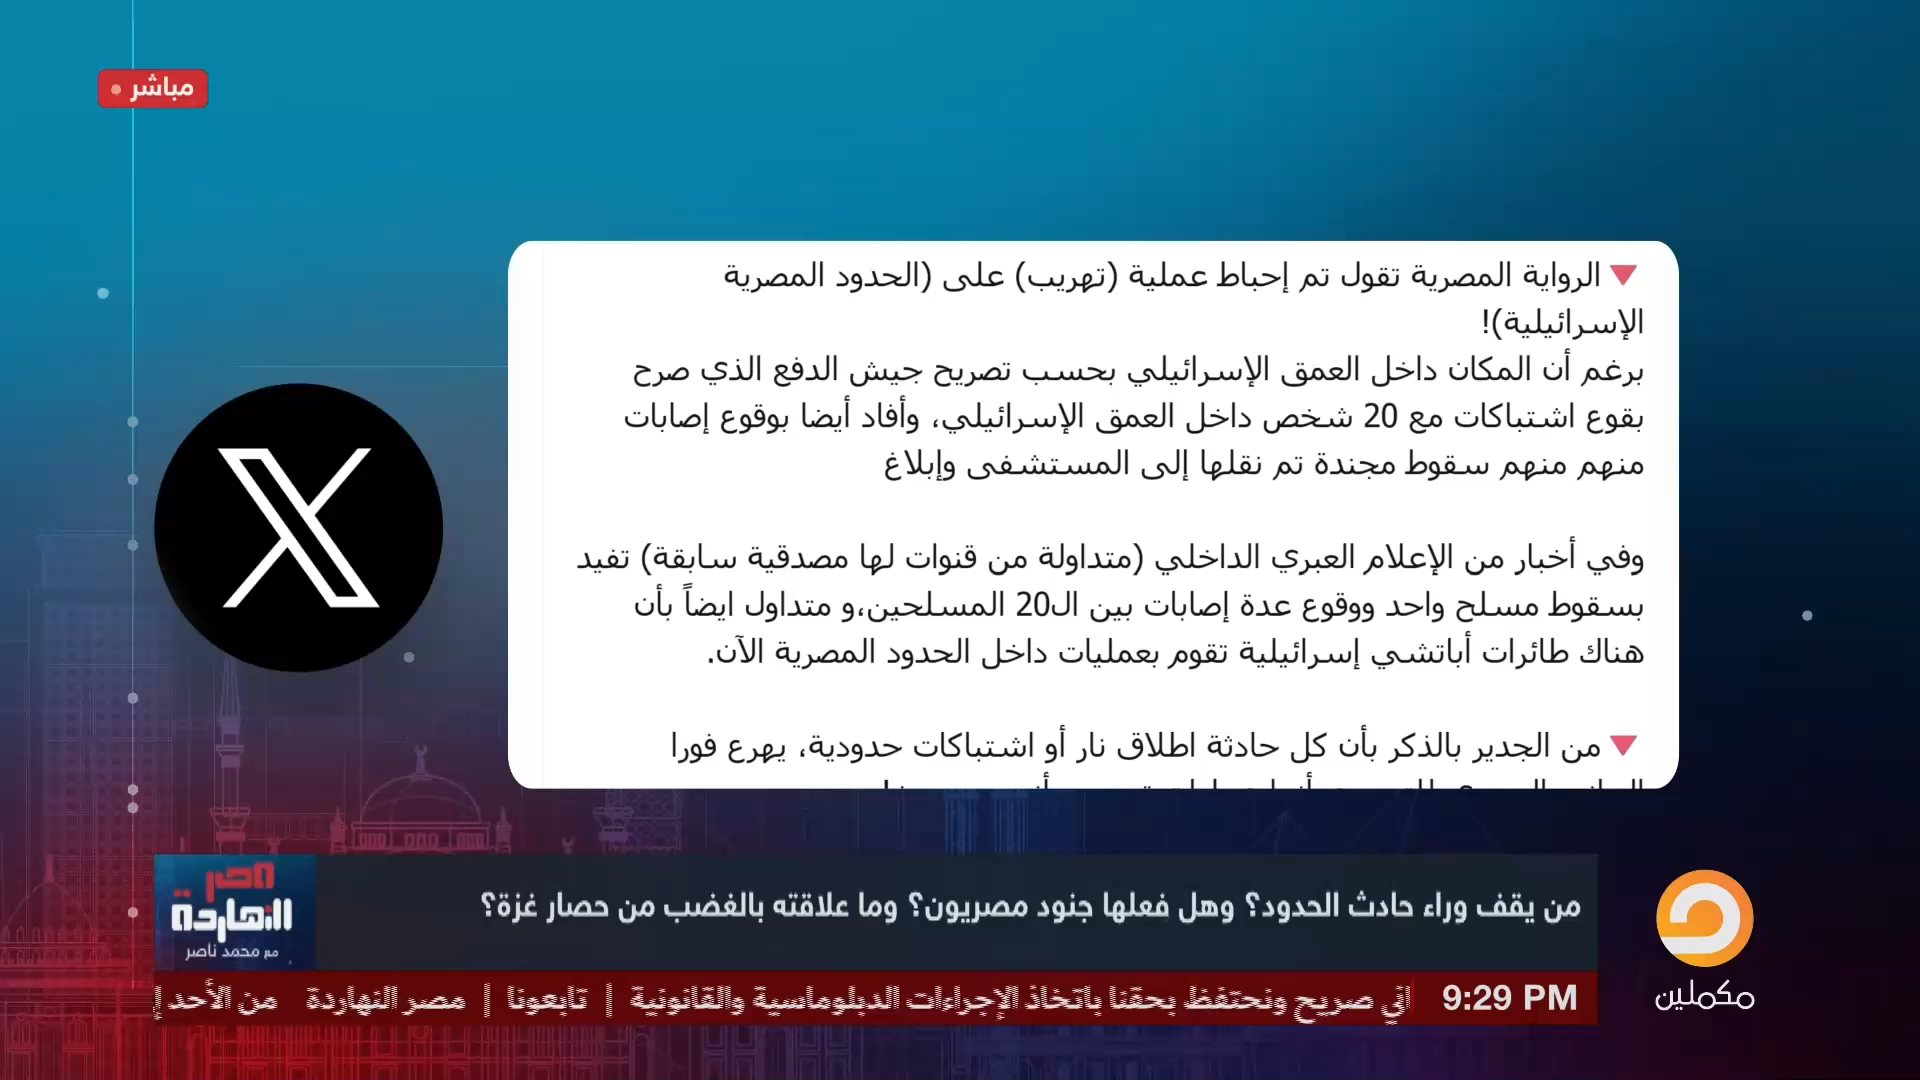 مباشر
🔻الرواية المصرية تقول تم إحباط عملية (تهريب) على (الحدود المصرية
الإسرائيلية)!
برغم أن المكان داخل العمق الإسرائيلي بحسب تصريح جيش الدفع الذي صرح
بقوع اشتباكات مع 20 شخص داخل العمق الإسرائيلي، وأفاد أيضا بوقوع إصابات
منهم منهم سقوط مجندة تم نقلها إلى المستشفى وإبلاغ
وفي أخبار من الإعلام العبري الداخلي (متداولة من قنوات لها مصدقية سابقة) تفيد
بسقوط مسلح واحد ووقوع عدة إصابات بين ال20 المسلحين،و متداول ايضاً بأن
هناك طائرات أباتشي إسرائيلية تقوم بعمليات داخل الحدود المصرية الآن.
🔻من الجدير بالذكر بأن كل حادثة اطلاق نار أو اشتباكات حدودية، يهرع فورا
من يقف وراء حادث الحدود؟ وهل فعلها جنود مصريون؟ وما علاقته بالغضب من حصار غزة؟
مصر
النهاردة
مع محمد ناصر
9:29 PM
صريح ونحتفظ بحقنا باتخاذ الإجراءات الدبلوماسية والقانونية | تابعونا | مصر النهاردة من الأحد
مكملين